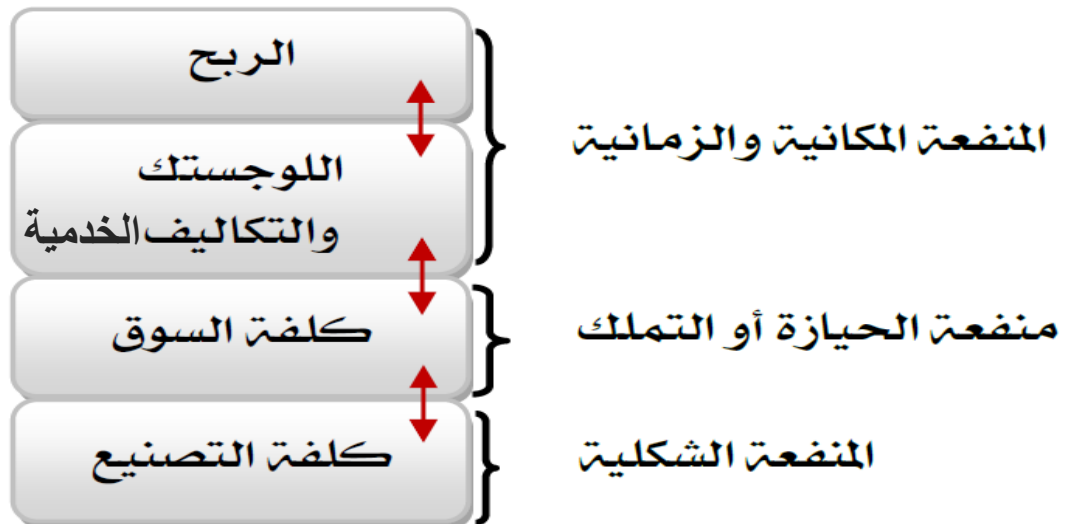 الربح
اللوجستك
والتكاليف الخدمية
المنفعة المكانية والزمانية
كلفة السوق
منفعة الحيازة أو التملك
كلفة التصنيع
المنفعة الشكلية